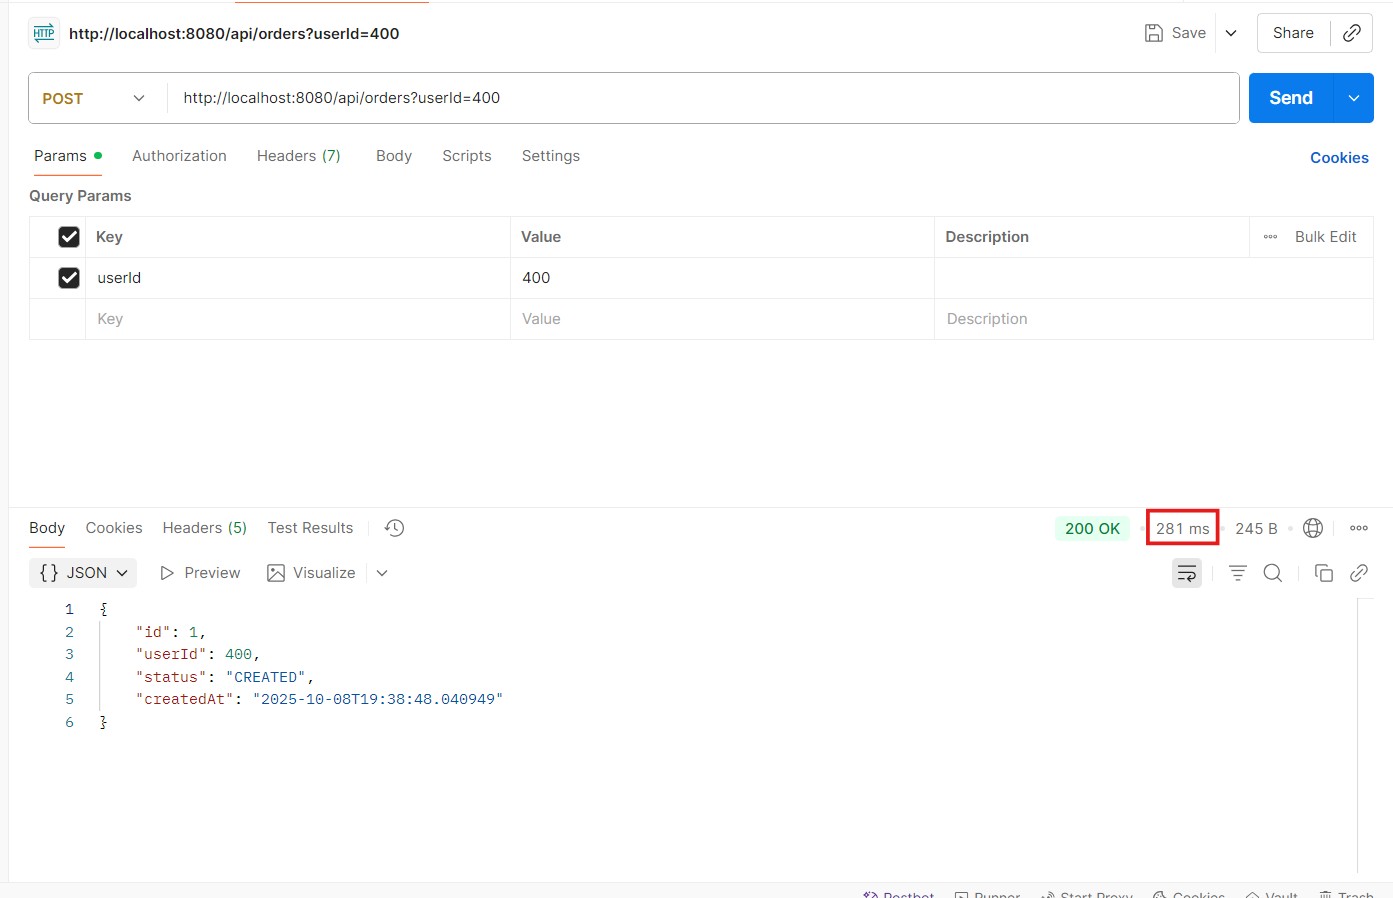 HTTP http://localhost:8080/api/orders?userId=400 Save Share
POST http://localhost:8080/api/orders?userId=400 Send
Params Authorization Headers (7) Body Scripts Settings Cookies
Query Params
Key Value Description Bulk Edit
userId 400
Key Value Description
Body Cookies Headers (5) Test Results 200 OK 281 ms 245 B
{} JSON Preview Visualize
1 {
2 "id": 1,
3 "userId": 400,
4 "status": "CREATED",
5 "createdAt": "2025-10-08T19:38:48.040949"
6 }
Postbot Runner Start Proxy Cookies Vault Trash